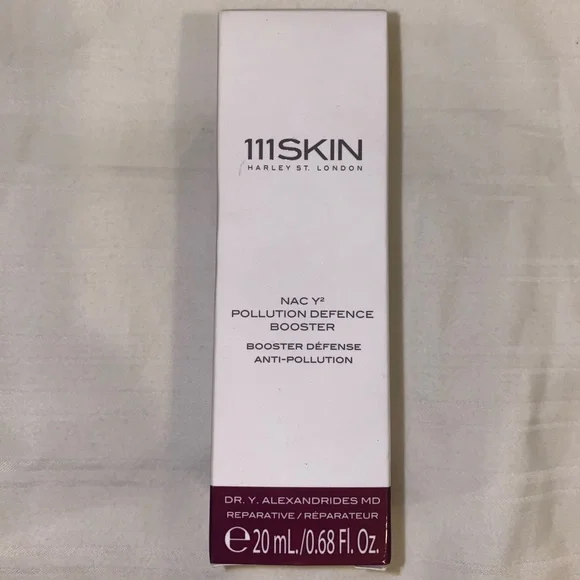 111SKIN
HARLEY ST. LONDON
NAC Y²
POLLUTION DEFENCE
BOOSTER
BOOSTER DÉFENSE
ANTI-POLLUTION
DR. Y. ALEXANDRIDES MD
REPARATIVE / RÉPARATEUR
℮20 mL./0.68 Fl. Oz.